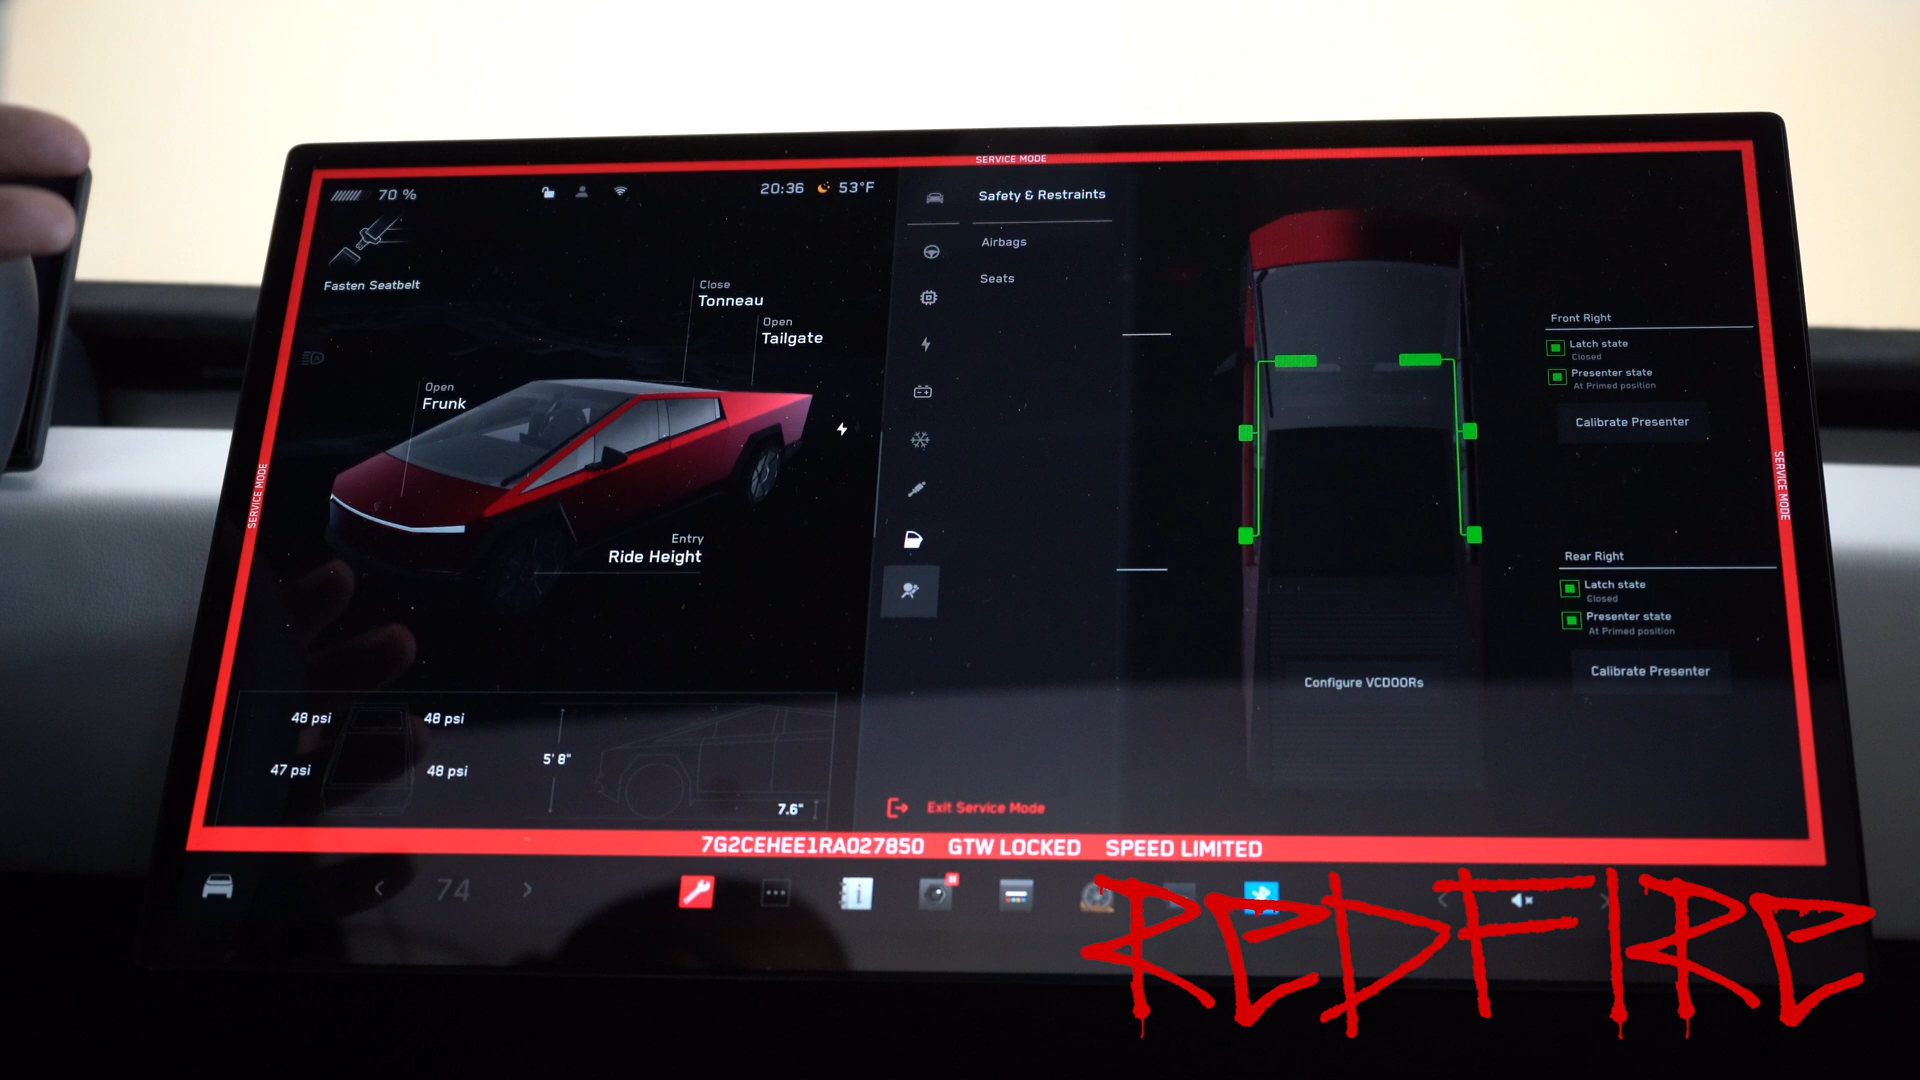 SERVICE MODE
70 %
20:36
53°F
Fasten Seatbelt
Close
Tonneau
Open
Tailgate
Open
Frunk
Entry
Ride Height
48 psi
48 psi
47 psi
48 psi
5' 8"
7.6"
Safety & Restraints
Airbags
Seats
Exit Service Mode
Front Right
Latch state
Closed
Presenter state
At Primed position
Calibrate Presenter
Rear Right
Latch state
Closed
Presenter state
At Primed position
Calibrate Presenter
Configure VCDOORs
SERVICE MODE
SERVICE MODE
7G2CEHEE1RA027850 GTW LOCKED SPEED LIMITED
74
REDFIRE